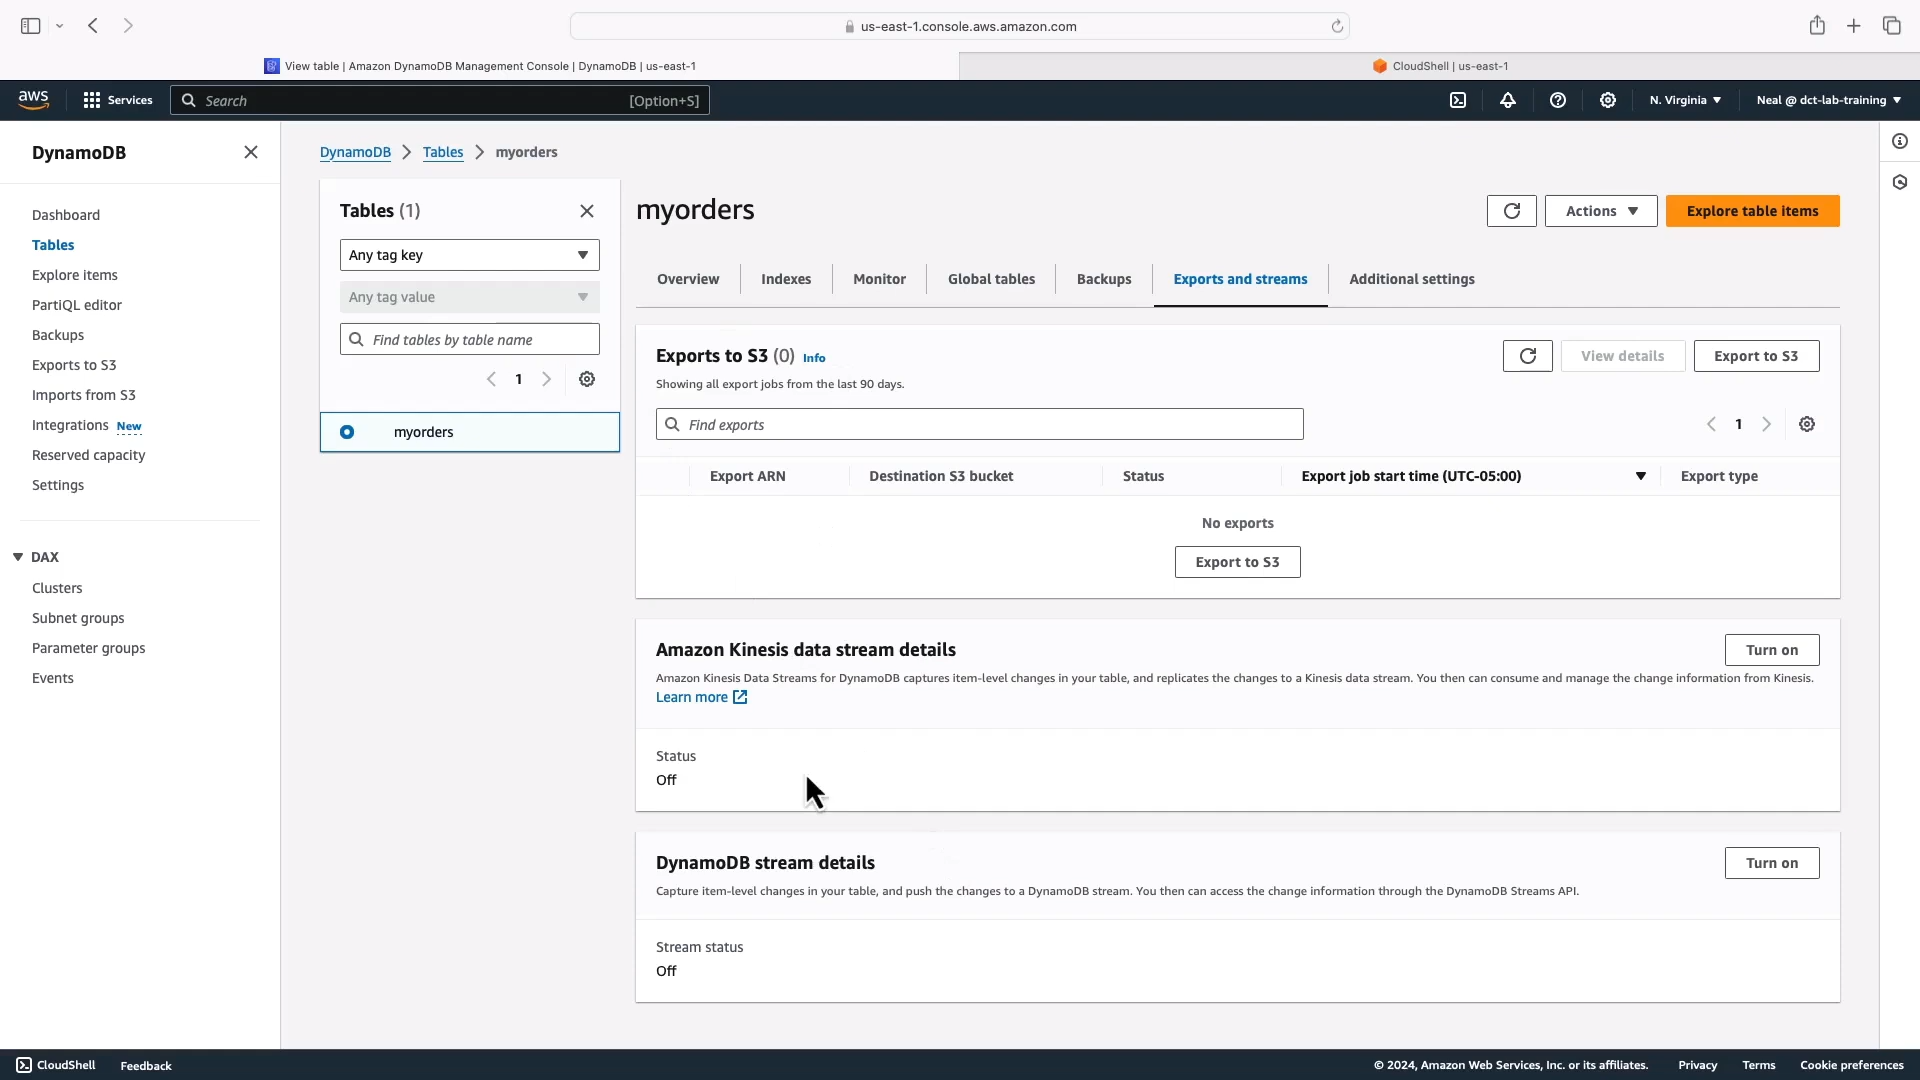 us-east-1.console.aws.amazon.com
View table | Amazon DynamoDB Management Console | DynamoDB | us-east-1
CloudShell | us-east-1
aws
Services
Search
[Option+S]
N. Virginia
Neal @ dct-lab-training
DynamoDB
Dashboard
Tables
Explore items
PartiQL editor
Backups
Exports to S3
Imports from S3
Integrations New
Reserved capacity
Settings
DAX
Clusters
Subnet groups
Parameter groups
Events
DynamoDB > Tables > myorders
Tables (1)
Any tag key
Any tag value
Find tables by table name
1
myorders
myorders
Actions
Explore table items
Overview
Indexes
Monitor
Global tables
Backups
Exports and streams
Additional settings
Exports to S3 (0) Info
Showing all export jobs from the last 90 days.
View details
Export to S3
Find exports
1
Export ARN
Destination S3 bucket
Status
Export job start time (UTC-05:00)
Export type
No exports
Export to S3
Amazon Kinesis data stream details
Turn on
Amazon Kinesis Data Streams for DynamoDB captures item-level changes in your table, and replicates the changes to a Kinesis data stream. You then can consume and manage the change information from Kinesis.
Learn more
Status
Off
DynamoDB stream details
Turn on
Capture item-level changes in your table, and push the changes to a DynamoDB stream. You then can access the change information through the DynamoDB Streams API.
Stream status
Off
CloudShell
Feedback
© 2024, Amazon Web Services, Inc. or its affiliates.
Privacy
Terms
Cookie preferences